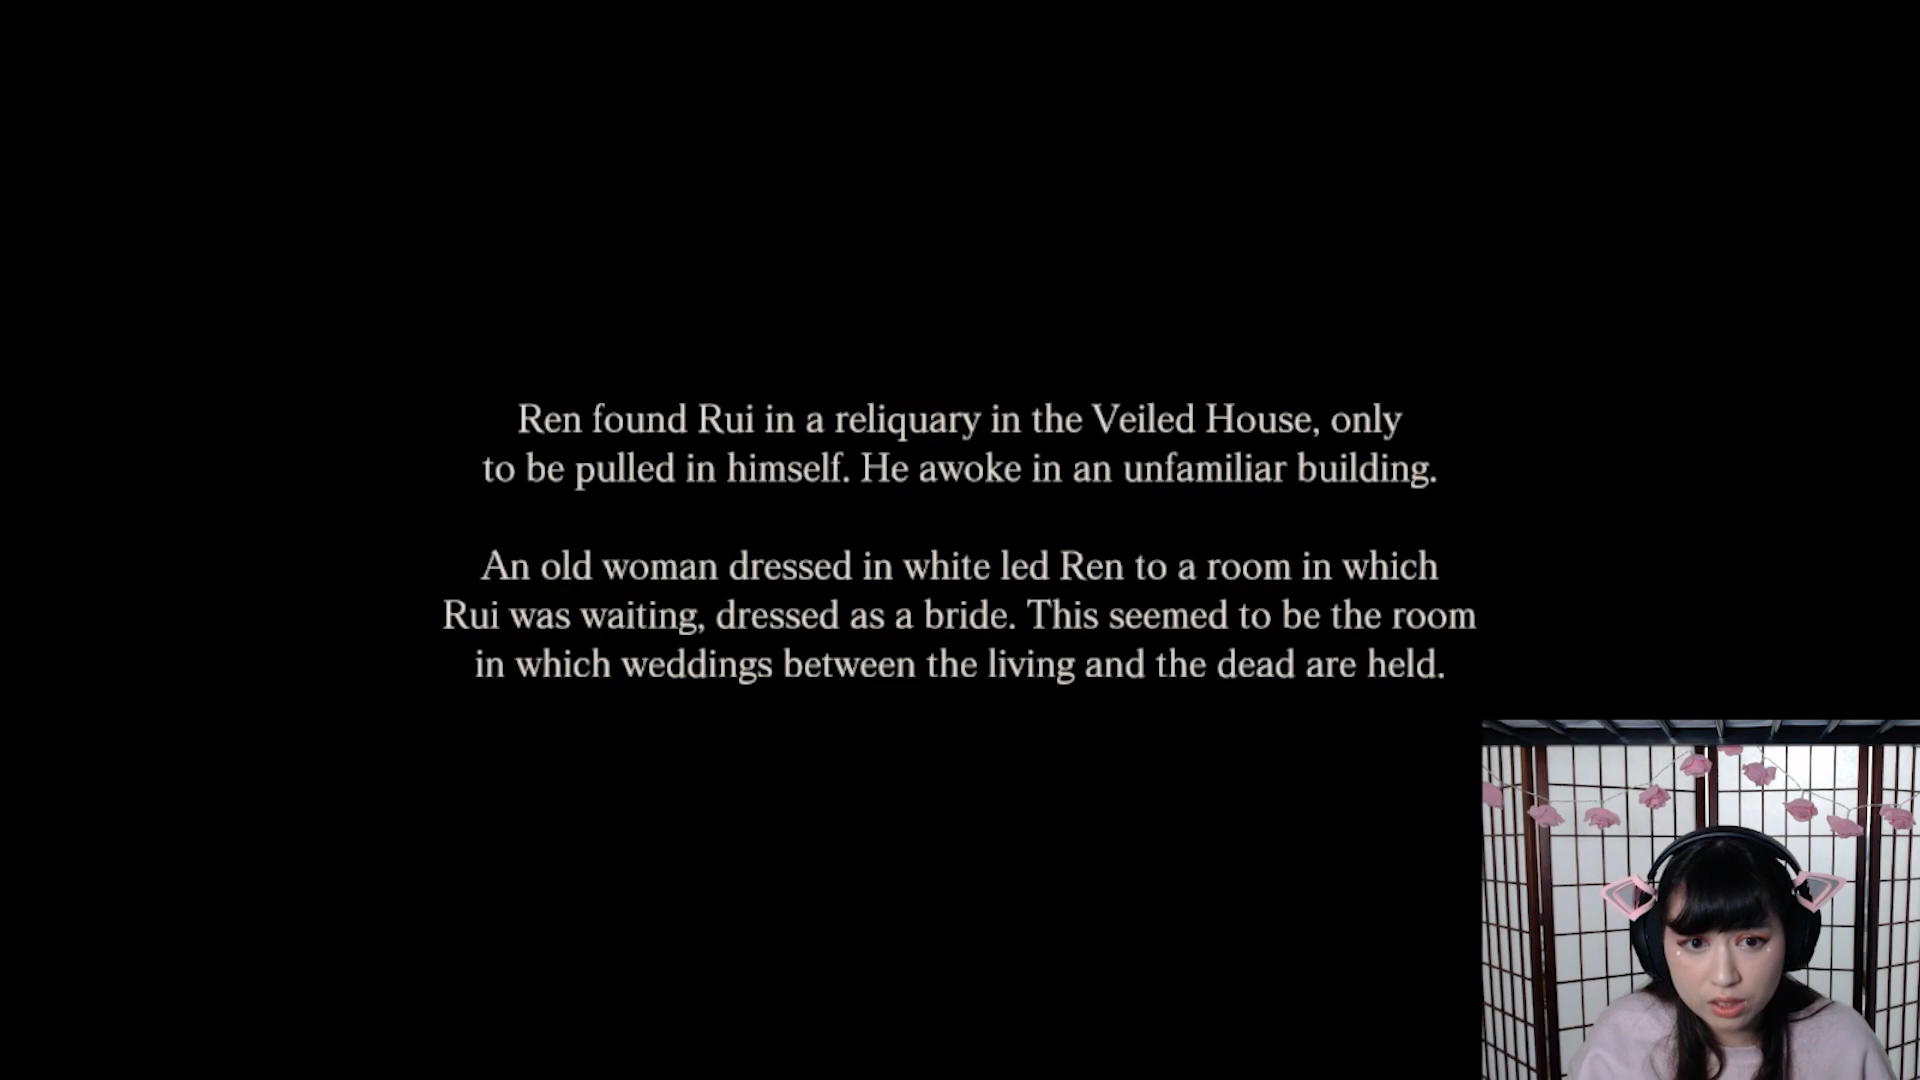 Ren found Rui in a reliquary in the Veiled House, only
to be pulled in himself. He awoke in an unfamiliar building.
An old woman dressed in white led Ren to a room in which
Rui was waiting, dressed as a bride. This seemed to be the room
in which weddings between the living and the dead are held.